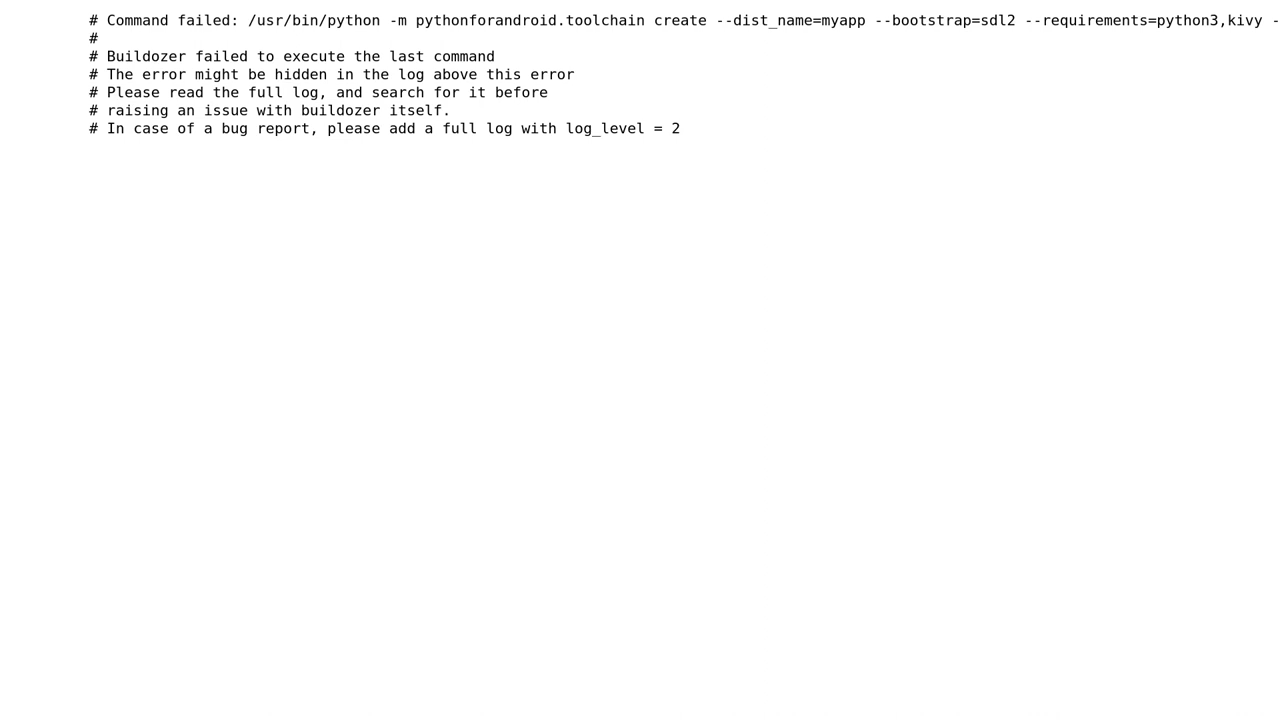 # Command failed: /usr/bin/python -m pythonforandroid.toolchain create --dist_name=myapp --bootstrap=sdl2 --requirements=python3,kivy -
#
# Buildozer failed to execute the last command
# The error might be hidden in the log above this error
# Please read the full log, and search for it before
# raising an issue with buildozer itself.
# In case of a bug report, please add a full log with log_level = 2